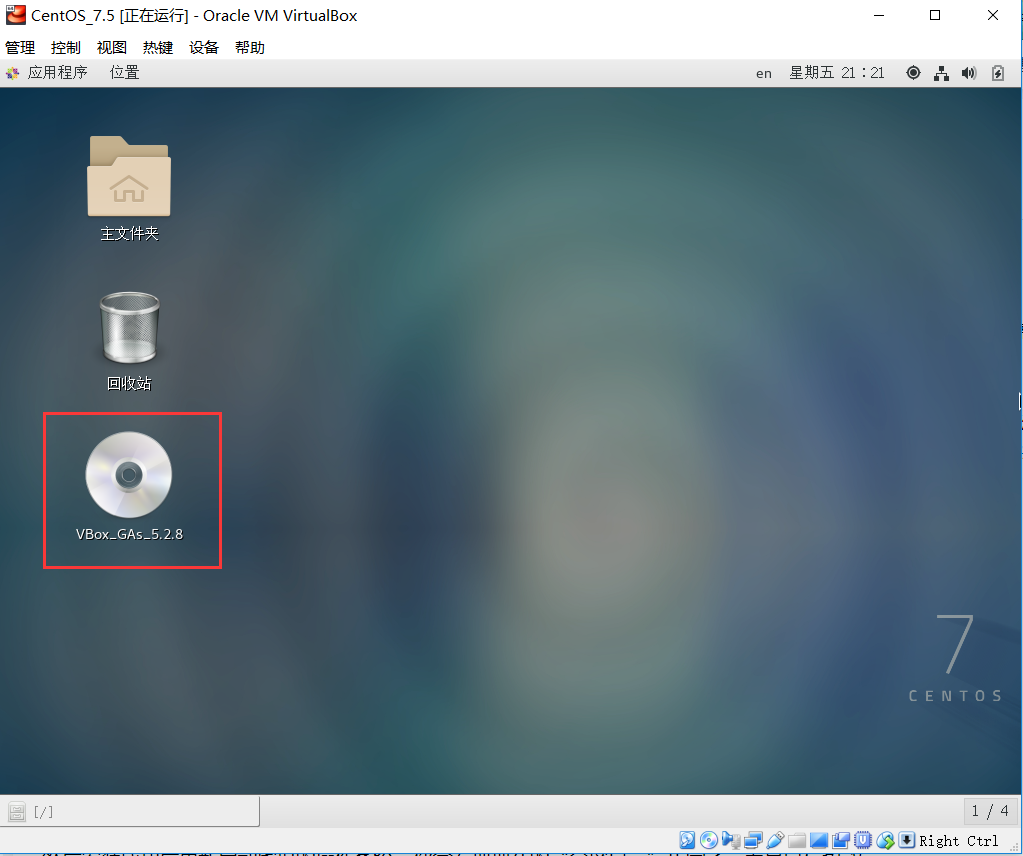 CentOS_7.5 [正在运行] - Oracle VM VirtualBox
管理 控制 视图 热键 设备 帮助
应用程序 位置 en 星期五 21：21
主文件夹
回收站
VBox_GAs_5.2.8
7
CENTOS
[/] 1 / 4
Right Ctrl